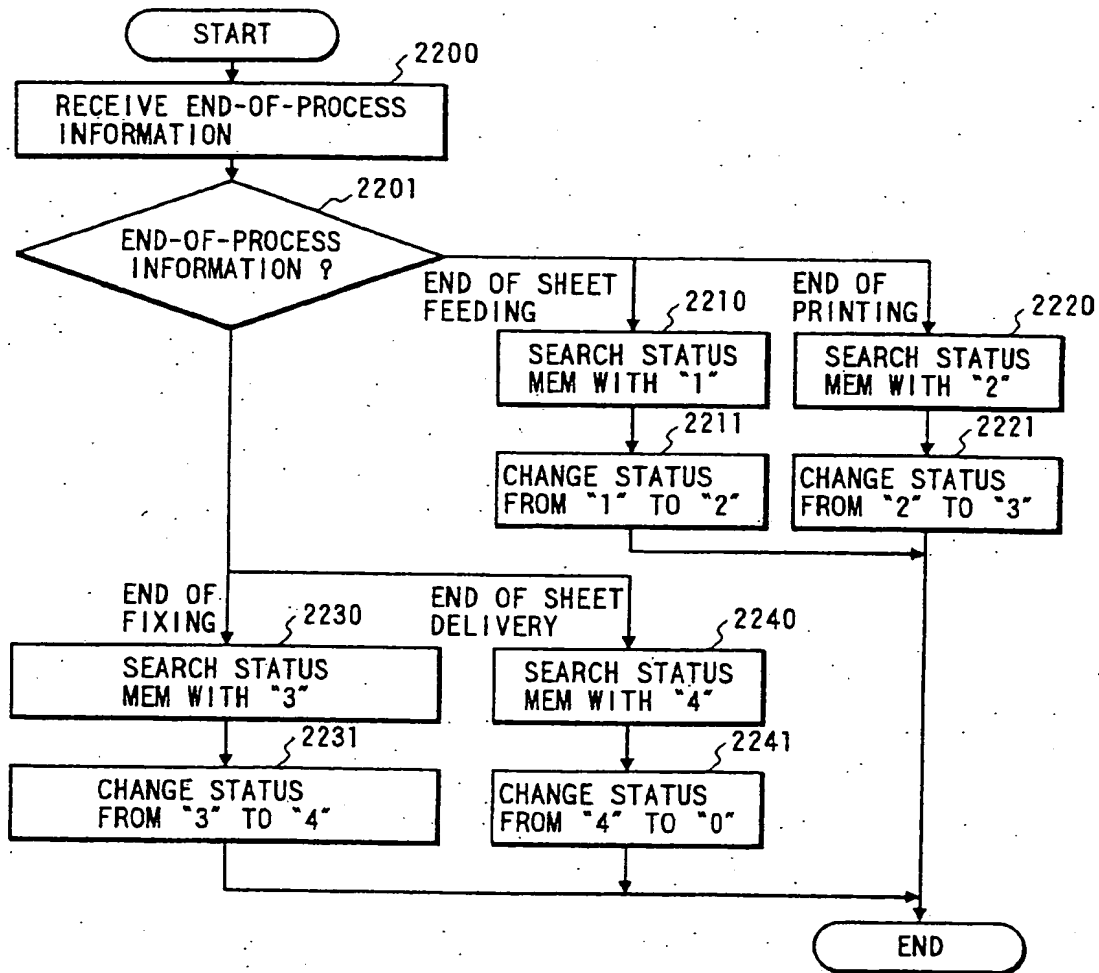 START
2200
RECEIVE END-OF-PROCESS
INFORMATION
2201
END-OF-PROCESS
INFORMATION ?
END OF SHEET
FEEDING
2210
SEARCH STATUS
MEM WITH "1"
2211
CHANGE STATUS
FROM "1" TO "2"
END OF
PRINTING
2220
SEARCH STATUS
MEM WITH "2"
2221
CHANGE STATUS
FROM "2" TO "3"
END OF
FIXING
2230
SEARCH STATUS
MEM WITH "3"
2231
CHANGE STATUS
FROM "3" TO "4"
END OF SHEET
DELIVERY
2240
SEARCH STATUS
MEM WITH "4"
2241
CHANGE STATUS
FROM "4" TO "0"
END